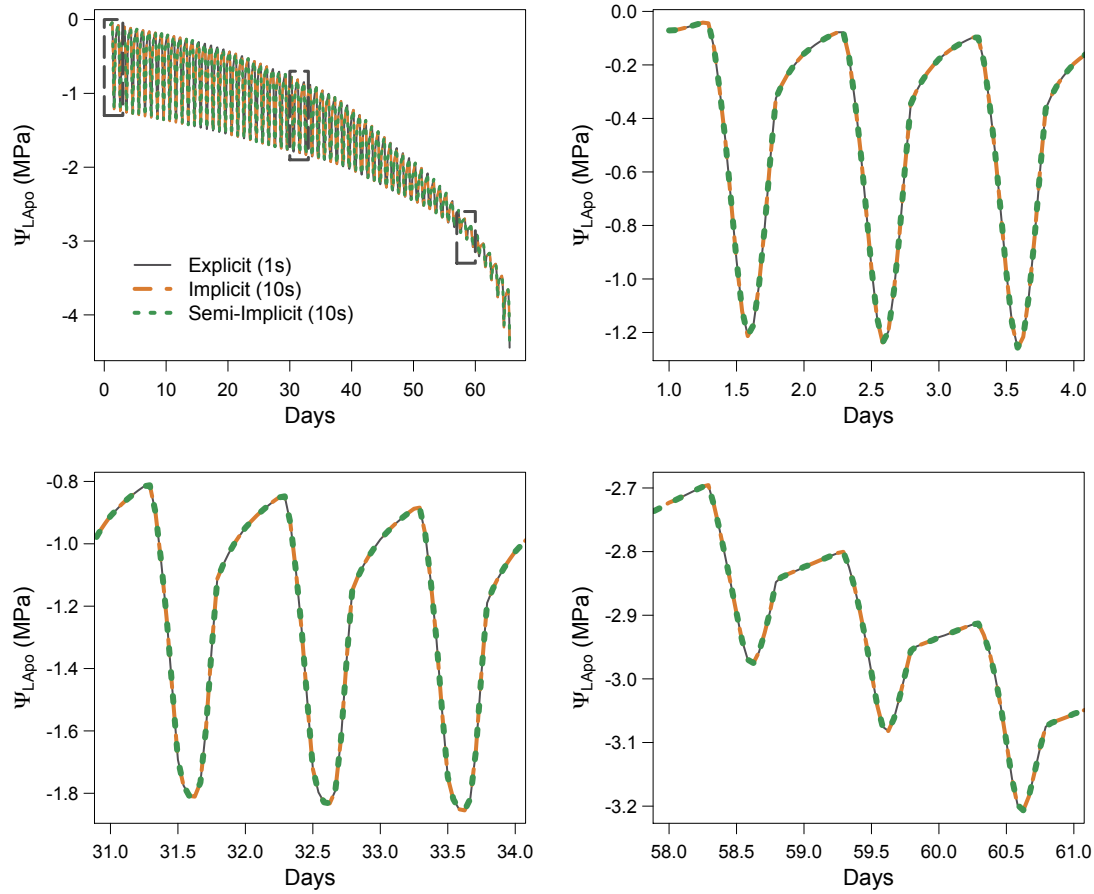 0
-1
-2
-3
-4
Ψ_LApo (MPa)
Explicit (1s)
Implicit (10s)
Semi-Implicit (10s)
0 10 20 30 40 50 60
Days
0.0
-0.2
-0.4
-0.6
-0.8
-1.0
-1.2
Ψ_LApo (MPa)
1.0 1.5 2.0 2.5 3.0 3.5 4.0
Days
-0.8
-1.0
-1.2
-1.4
-1.6
-1.8
Ψ_LApo (MPa)
31.0 31.5 32.0 32.5 33.0 33.5 34.0
Days
-2.7
-2.8
-2.9
-3.0
-3.1
-3.2
Ψ_LApo (MPa)
58.0 58.5 59.0 59.5 60.0 60.5 61.0
Days